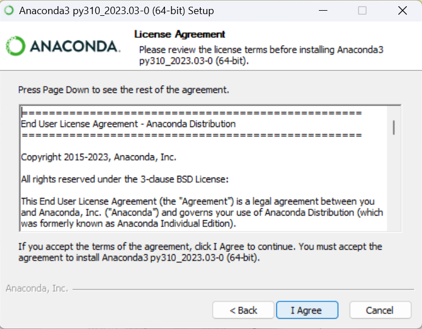 Anaconda3 py310_2023.03-0 (64-bit) Setup
ANACONDA.
License Agreement
Please review the license terms before installing Anaconda3
py310_2023.03-0 (64-bit).
Press Page Down to see the rest of the agreement.
==================================================
End User License Agreement - Anaconda Distribution
==================================================
Copyright 2015-2023, Anaconda, Inc.
All rights reserved under the 3-clause BSD License:
This End User License Agreement (the "Agreement") is a legal agreement between you
and Anaconda, Inc. ("Anaconda") and governs your use of Anaconda Distribution (which
was formerly known as Anaconda Individual Edition).
If you accept the terms of the agreement, click I Agree to continue. You must accept the
agreement to install Anaconda3 py310_2023.03-0 (64-bit).
Anaconda, Inc.
< Back
I Agree
Cancel